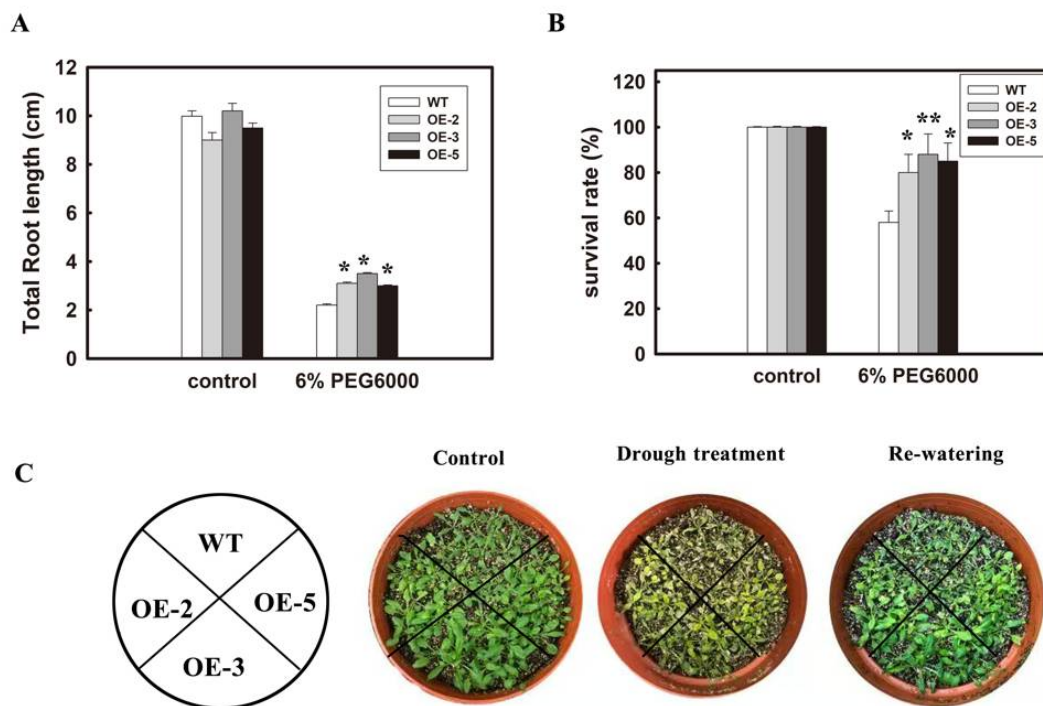 A
Total Root length (cm)
12
10
8
6
4
2
0
WT
OE-2
OE-3
OE-5
* * *
control
6% PEG6000
B
survival rate (%)
120
100
80
60
40
20
0
WT
OE-2
OE-3
OE-5
* ** *
control
6% PEG6000
C
WT
OE-2
OE-5
OE-3
Control
Drough treatment
Re-watering